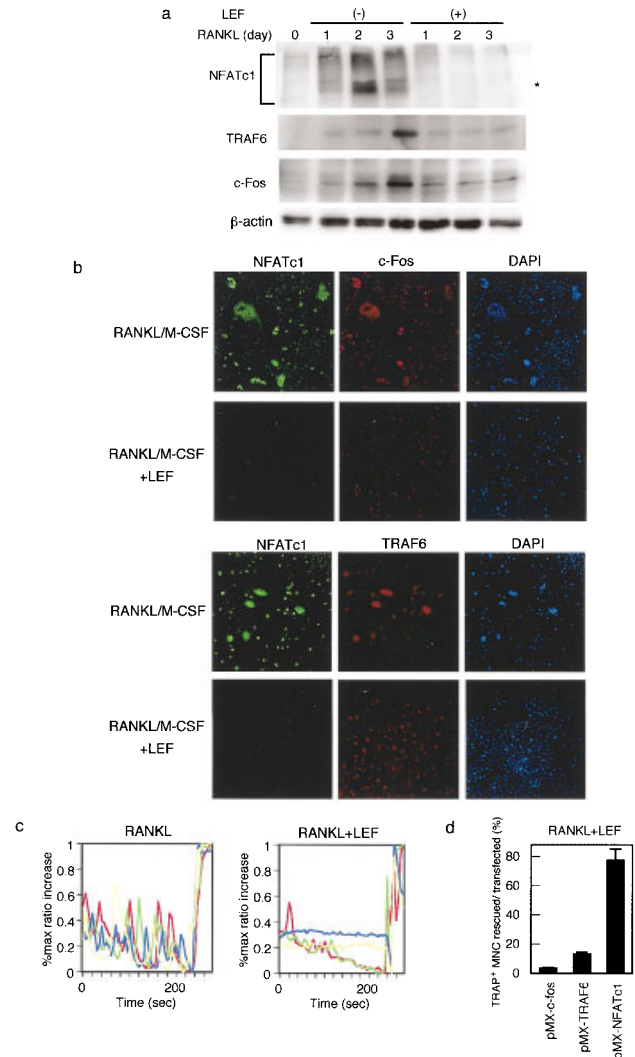 a
LEF (-) (+)
RANKL (day) 0 1 2 3 1 2 3
NFATc1
*
TRAF6
c-Fos
β-actin
b
NFATc1 c-Fos DAPI
RANKL/M-CSF
RANKL/M-CSF
+LEF
NFATc1 TRAF6 DAPI
RANKL/M-CSF
RANKL/M-CSF
+LEF
c
RANKL
%max ratio increase
1
0.8
0.6
0.4
0.2
0
0 200
Time (sec)
RANKL+LEF
%max ratio increase
1
0.8
0.6
0.4
0.2
0
0 200
Time (sec)
d
RANKL+LEF
TRAP⁺ MNC rescued/ transfected (%)
80
60
40
20
0
pMX-c-fos
pMX-TRAF6
pMX-NFATc1